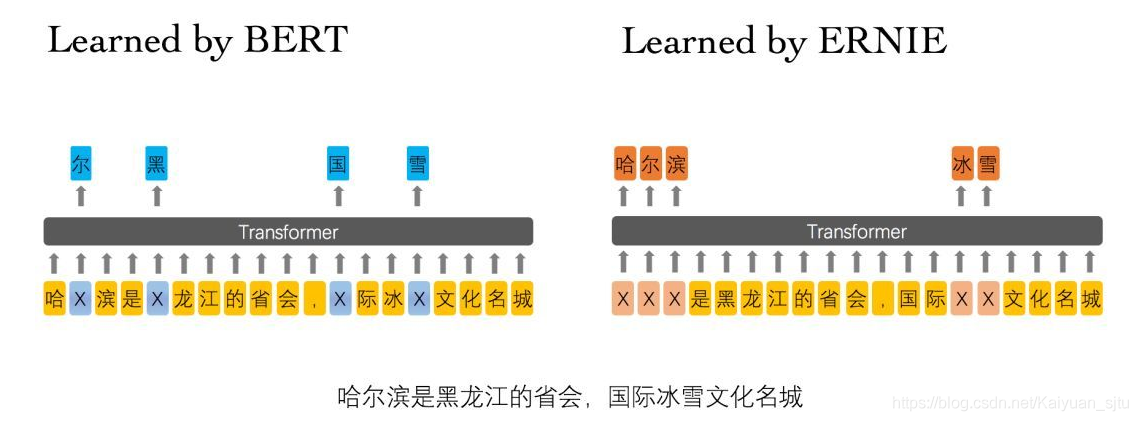 Learned by BERT
Learned by ERNIE
尔 黑 国 雪
哈 尔 滨 冰 雪
Transformer
Transformer
哈 X 滨 是 X 龙 江 的 省 会 , X 际 冰 X 文 化 名 城
X X X 是 黑 龙 江 的 省 会 , 国 际 X X 文 化 名 城
哈尔滨是黑龙江的省会，国际冰雪文化名城
https://blog.csdn.net/Kaiyuan_sjtu